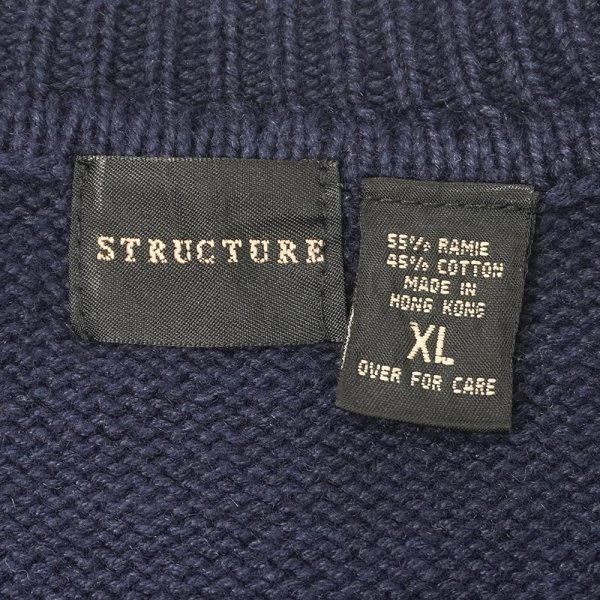 STRUCTURE
55% RAMIE
45% COTTON
MADE IN
HONG KONG
XL
OVER FOR CARE